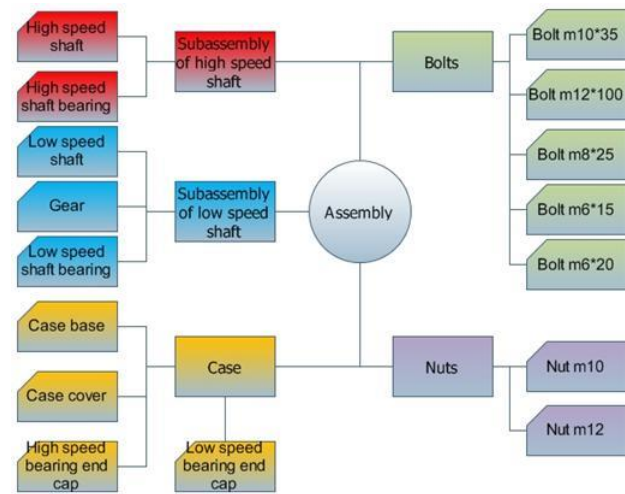 High speed
shaft
High speed
shaft bearing
Subassembly
of high speed
shaft
Low speed
shaft
Gear
Low speed
shaft bearing
Subassembly
of low speed
shaft
Assembly
Bolts
Bolt m10*35
Bolt m12*100
Bolt m8*25
Bolt m6*15
Bolt m6*20
Case base
Case cover
High speed
bearing end
cap
Case
Low speed
bearing end
cap
Nuts
Nut m10
Nut m12